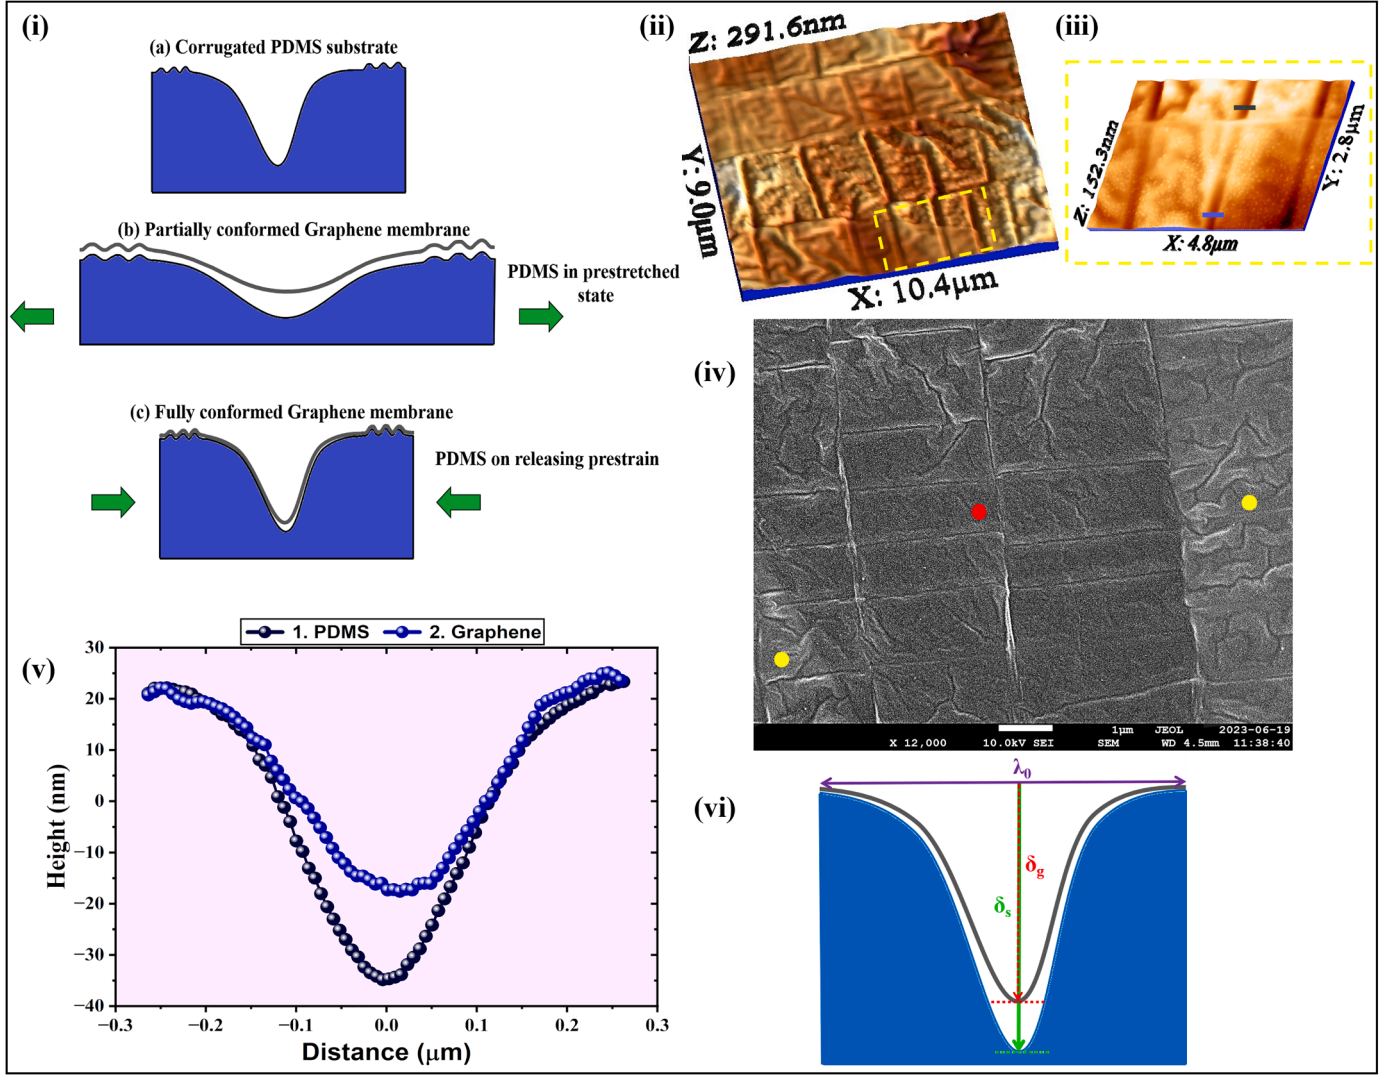 (i)
(a) Corrugated PDMS substrate
(b) Partially conformed Graphene membrane
PDMS in prestretched
state
(c) Fully conformed Graphene membrane
PDMS on releasing prestrain
(ii)
Z: 291.6nm
Y: 9.0μm
X: 10.4μm
(iii)
Z: 152.3nm
X: 4.8μm
Y: 2.8μm
(iv)
1μm JEOL 2023-06-19
X 12,000 10.0kV SEI SEM WD 4.5mm 11:38:40
(v)
1. PDMS 2. Graphene
Height (nm)
30
20
10
0
−10
−20
−30
−40
−0.3 −0.2 −0.1 0.0 0.1 0.2 0.3
Distance (μm)
(vi)
λ₀
δg
δs